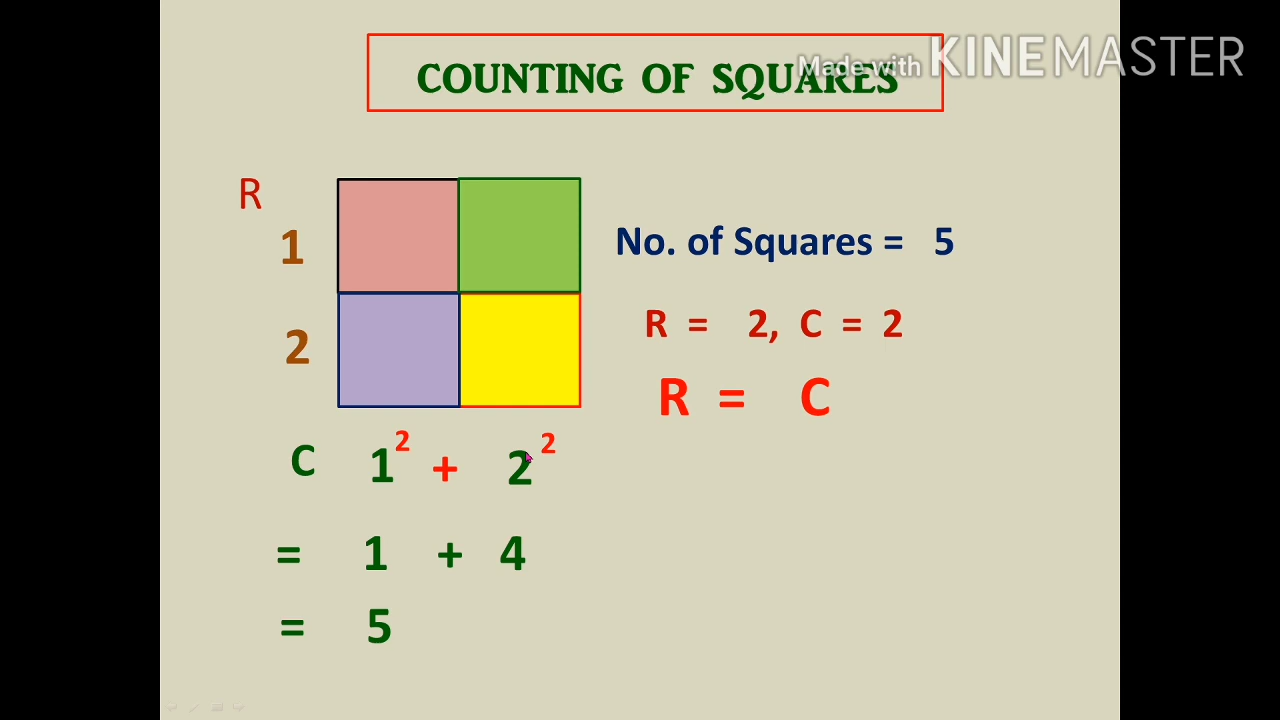 Made with KINEMASTER
COUNTING OF SQUARES
R
1
2
No. of Squares = 5
R = 2, C = 2
R = C
C 1² + 2²
= 1 + 4
= 5